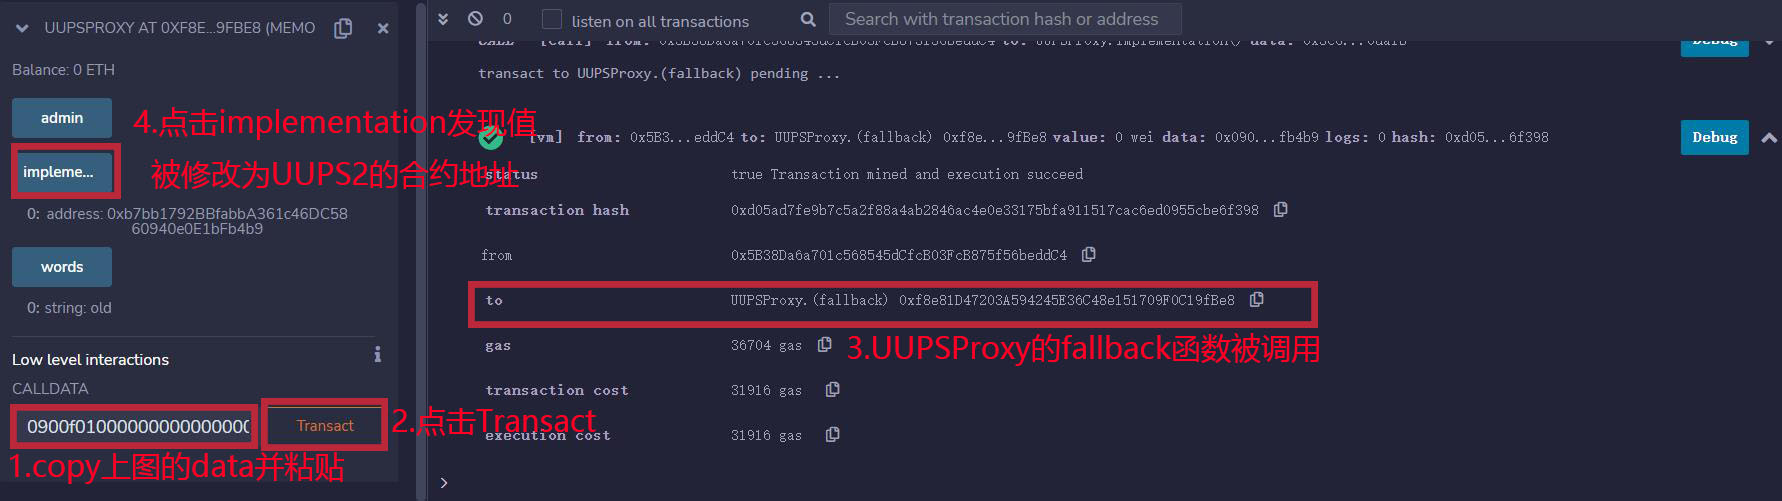 UUPSPROXY AT 0XF8E...9FBE8 (MEMO
Balance: 0 ETH
admin
4.点击implementation发现值
impleme...
被修改为UUPS2的合约地址
0: address: 0xb7bb1792BBfabbA361c46DC58
60940e0E1bFb4b9
words
0: string: old
Low level interactions
CALLDATA
0900f01000000000000000
Transact
2.点击Transact
1.copy上图的data并粘贴
0
listen on all transactions
Search with transaction hash or address
Debug
transact to UUPSProxy.(fallback) pending ...
[vm] from: 0x5B3...eddC4 to: UUPSProxy.(fallback) 0xf8e...9fBe8 value: 0 wei data: 0x090...fb4b9 logs: 0 hash: 0xd05...6f398
Debug
status true Transaction mined and execution succeed
transaction hash 0xd05ad7fe9b7c5a2f88a4ab2846ac4e0e33175bfa911517cac6ed0955cbe6f398
from 0x5B38Da6a701c568545dCfcB03FcB875f56beddC4
to UUPSProxy.(fallback) 0xf8e81D47203A594245E36C48e151709F0C19fBe8
gas 36704 gas
3.UUPSProxy的fallback函数被调用
transaction cost 31916 gas
execution cost 31916 gas
>